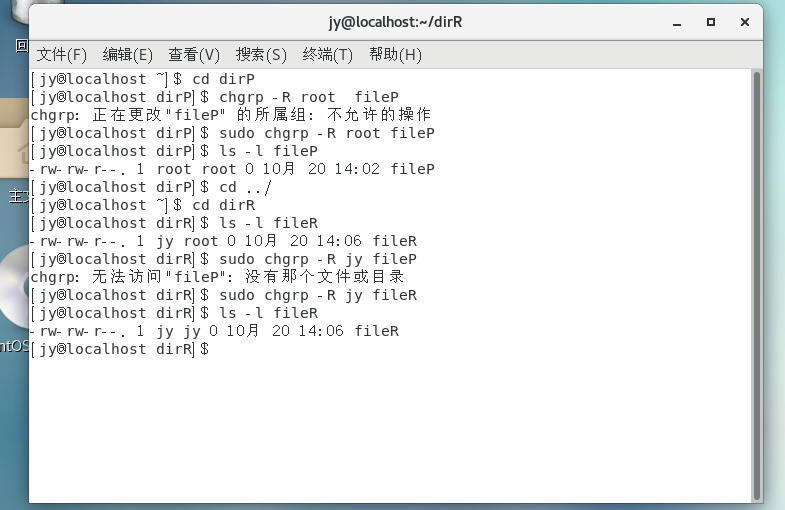 jy@localhost:~/dirR
文件(F) 编辑(E) 查看(V) 搜索(S) 终端(T) 帮助(H)
[jy@localhost ~]$ cd dirP
[jy@localhost dirP]$ chgrp -R root  fileP
chgrp: 正在更改"fileP" 的所属组: 不允许的操作
[jy@localhost dirP]$ sudo chgrp -R root fileP
[jy@localhost dirP]$ ls -l fileP
-rw-rw-r--. 1 root root 0 10月 20 14:02 fileP
[jy@localhost dirP]$ cd ../
[jy@localhost ~]$ cd dirR
[jy@localhost dirR]$ ls -l fileR
-rw-rw-r--. 1 jy root 0 10月 20 14:06 fileR
[jy@localhost dirR]$ sudo chgrp -R jy fileP
chgrp: 无法访问"fileP": 没有那个文件或目录
[jy@localhost dirR]$ sudo chgrp -R jy fileR
[jy@localhost dirR]$ ls -l fileR
-rw-rw-r--. 1 jy jy 0 10月 20 14:06 fileR
[jy@localhost dirR]$
回
主
ntOS